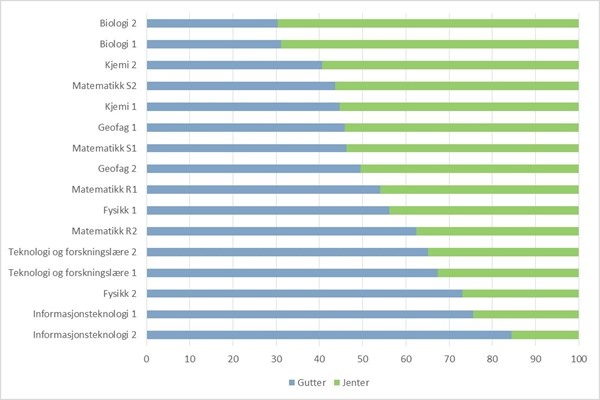 Biologi 2
Biologi 1
Kjemi 2
Matematikk S2
Kjemi 1
Geofag 1
Matematikk S1
Geofag 2
Matematikk R1
Fysikk 1
Matematikk R2
Teknologi og forskningslære 2
Teknologi og forskningslære 1
Fysikk 2
Informasjonsteknologi 1
Informasjonsteknologi 2
0 10 20 30 40 50 60 70 80 90 100
Gutter Jenter